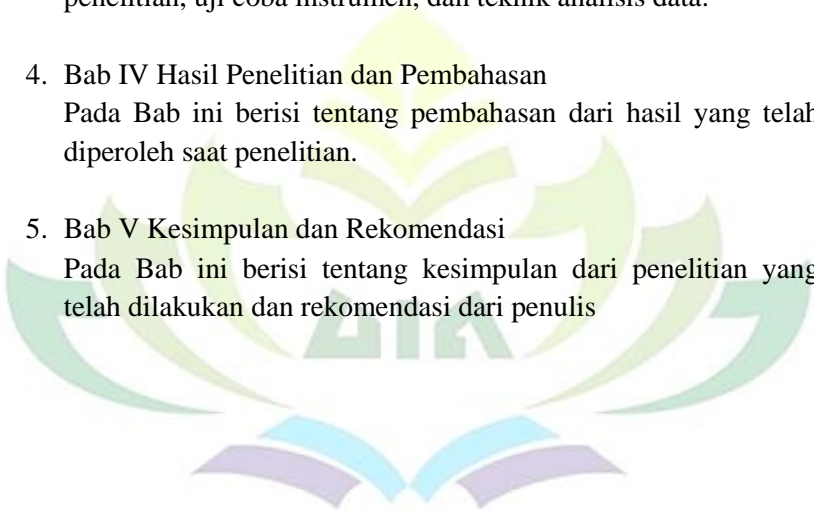 penelitian, uji coba instrumen, dan teknik analisis data.
4. Bab IV Hasil Penelitian dan Pembahasan
Pada Bab ini berisi tentang pembahasan dari hasil yang telah
diperoleh saat penelitian.
5. Bab V Kesimpulan dan Rekomendasi
Pada Bab ini berisi tentang kesimpulan dari penelitian yang
telah dilakukan dan rekomendasi dari penulis